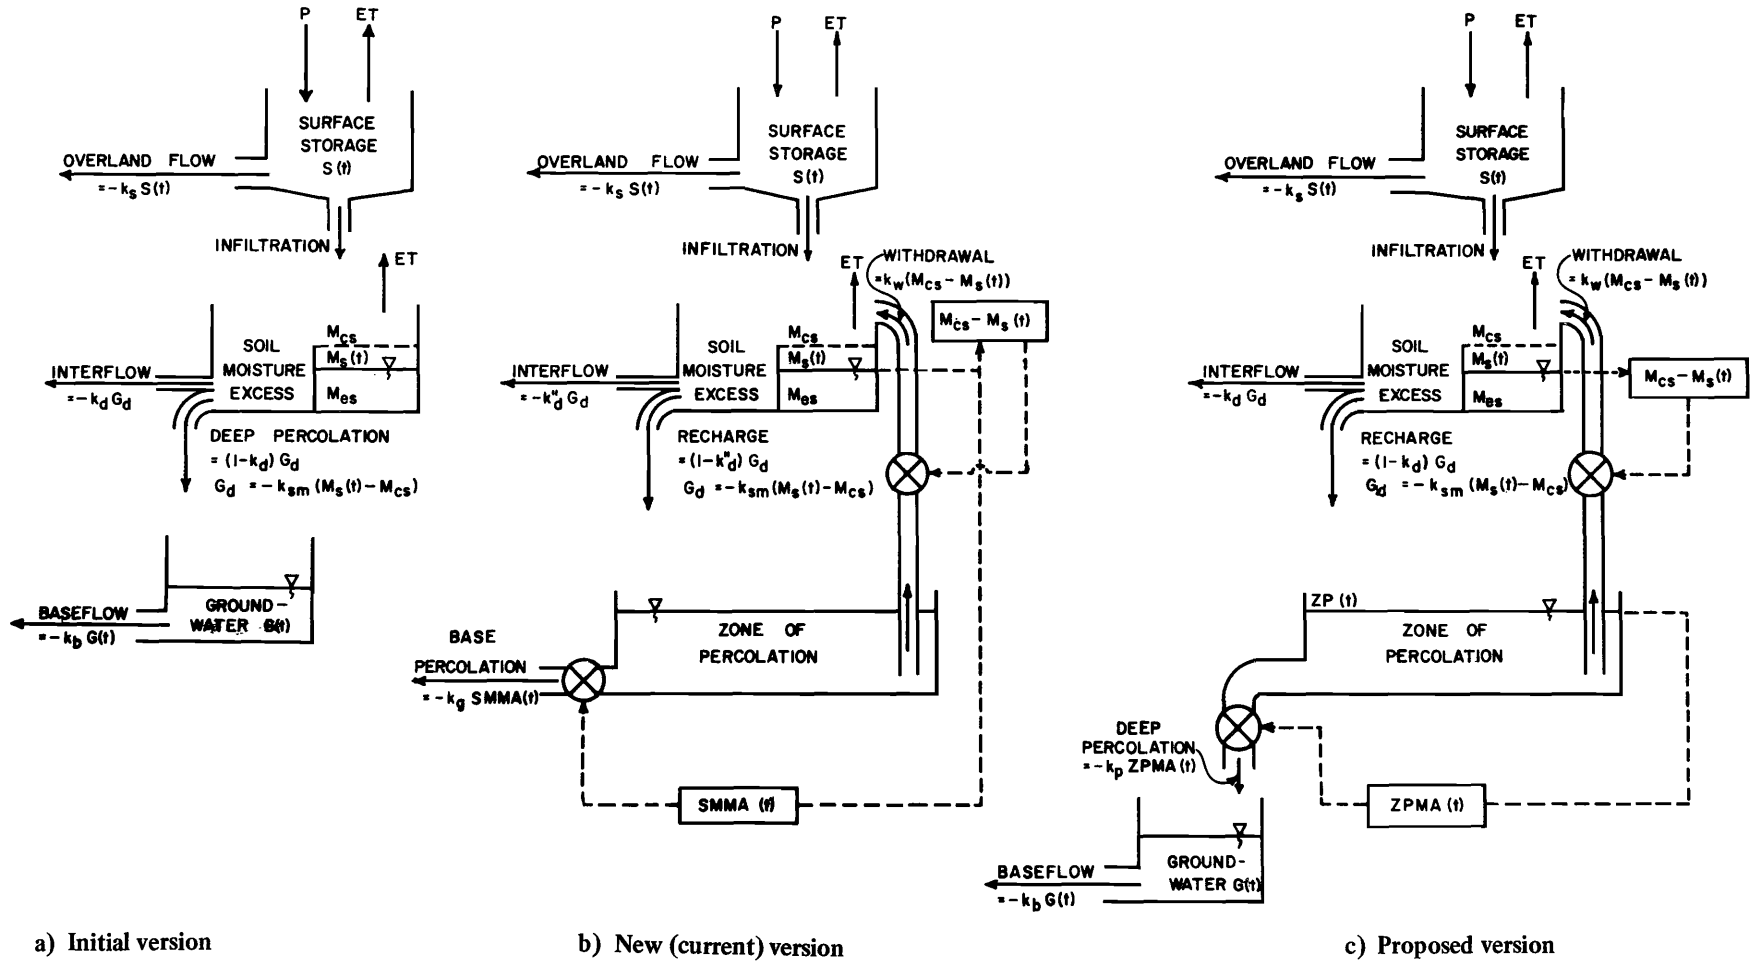 P
ET
SURFACE
STORAGE
S(t)
OVERLAND FLOW
=-ks S(t)
INFILTRATION
ET
Mcs
Ms(t)
Mes
SOIL
MOISTURE
EXCESS
INTERFLOW
=-kd Gd
DEEP PERCOLATION
=(1-kd) Gd
Gd =-ksm (Ms(t)-Mcs)
GROUND-
WATER G(t)
BASEFLOW
=-kb G(t)
a) Initial version
P
ET
SURFACE
STORAGE
S(t)
OVERLAND FLOW
=-ks S(t)
INFILTRATION
ET
WITHDRAWAL
=kw(Mcs-Ms(t))
Mcs-Ms(t)
Mcs
Ms(t)
Mes
SOIL
MOISTURE
EXCESS
INTERFLOW
=-k"d Gd
RECHARGE
=(1-k"d) Gd
Gd =-ksm(Ms(t)-Mcs)
ZONE OF
PERCOLATION
BASE
PERCOLATION
=-kg SMMA(t)
SMMA (t)
b) New (current) version
P
ET
SURFACE
STORAGE
S(t)
OVERLAND FLOW
=-ks S(t)
INFILTRATION
ET
WITHDRAWAL
=kw(Mcs-Ms(t))
Mcs-Ms(t)
Mcs
Ms(t)
Mes
SOIL
MOISTURE
EXCESS
INTERFLOW
=-kd Gd
RECHARGE
=(1-kd) Gd
Gd =-ksm (Ms(t)-Mcs)
ZP(t)
ZONE OF
PERCOLATION
DEEP
PERCOLATION
=-kp ZPMA(t)
ZPMA (t)
GROUND-
WATER G(t)
BASEFLOW
=-kb G(t)
c) Proposed version